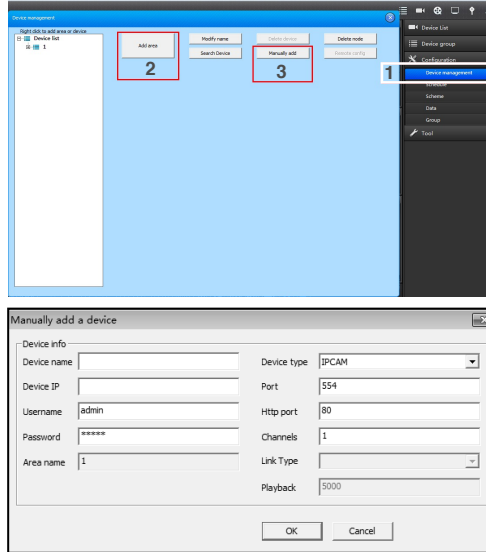 Device management
Right click to add area or device
Device List
1
Add area
2
Modify name
Search Device
Delete device
Manually add
3
Delete node
Remote config
Device List
Device group
Configuration
1
Device management
Schedule
Scheme
Data
Group
Tool
Manually add a device
Device info
Device name
Device type IPCAM
Device IP
Port 554
Username admin
Http port 80
Password *****
Channels 1
Area name 1
Link Type
Playback 5000
OK Cancel